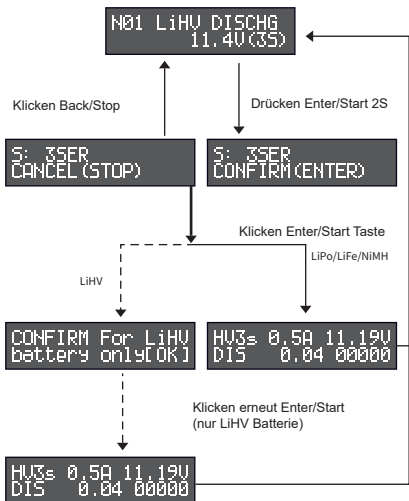 N01 LiHV DISCHG
11.4V(3S)
Klicken Back/Stop
Drücken Enter/Start 2S
S: 3SER
CANCEL(STOP)
S: 3SER
CONFIRM(ENTER)
Klicken Enter/Start Taste
LiPo/LiFe/NiMH
LiHV
CONFIRM For LiHV
battery only[OK]
HV3s 0.5A 11.19V
DIS 0.04 00000
Klicken erneut Enter/Start
(nur LiHV Batterie)
HV3s 0.5A 11.19V
DIS 0.04 00000